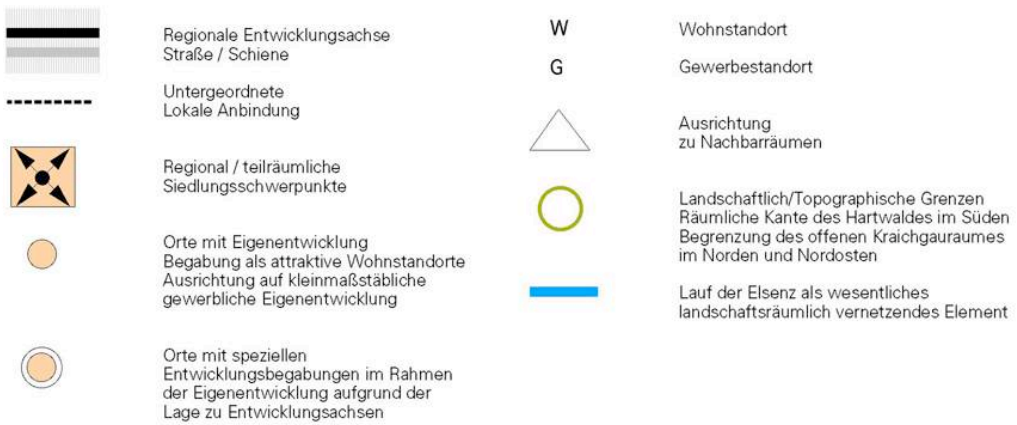 Regionale Entwicklungsachse
Straße / Schiene
Untergeordnete
Lokale Anbindung
Regional / teilräumliche
Siedlungsschwerpunkte
Orte mit Eigenentwicklung
Begabung als attraktive Wohnstandorte
Ausrichtung auf kleinmaßstäbliche
gewerbliche Eigenentwicklung
Orte mit speziellen
Entwicklungsbegabungen im Rahmen
der Eigenentwicklung aufgrund der
Lage zu Entwicklungsachsen
W Wohnstandort
G Gewerbestandort
Ausrichtung
zu Nachbarräumen
Landschaftlich/Topographische Grenzen
Räumliche Kante des Hartwaldes im Süden
Begrenzung des offenen Kraichgauraumes
im Norden und Nordosten
Lauf der Elsenz als wesentliches
landschaftsräumlich vernetzendes Element